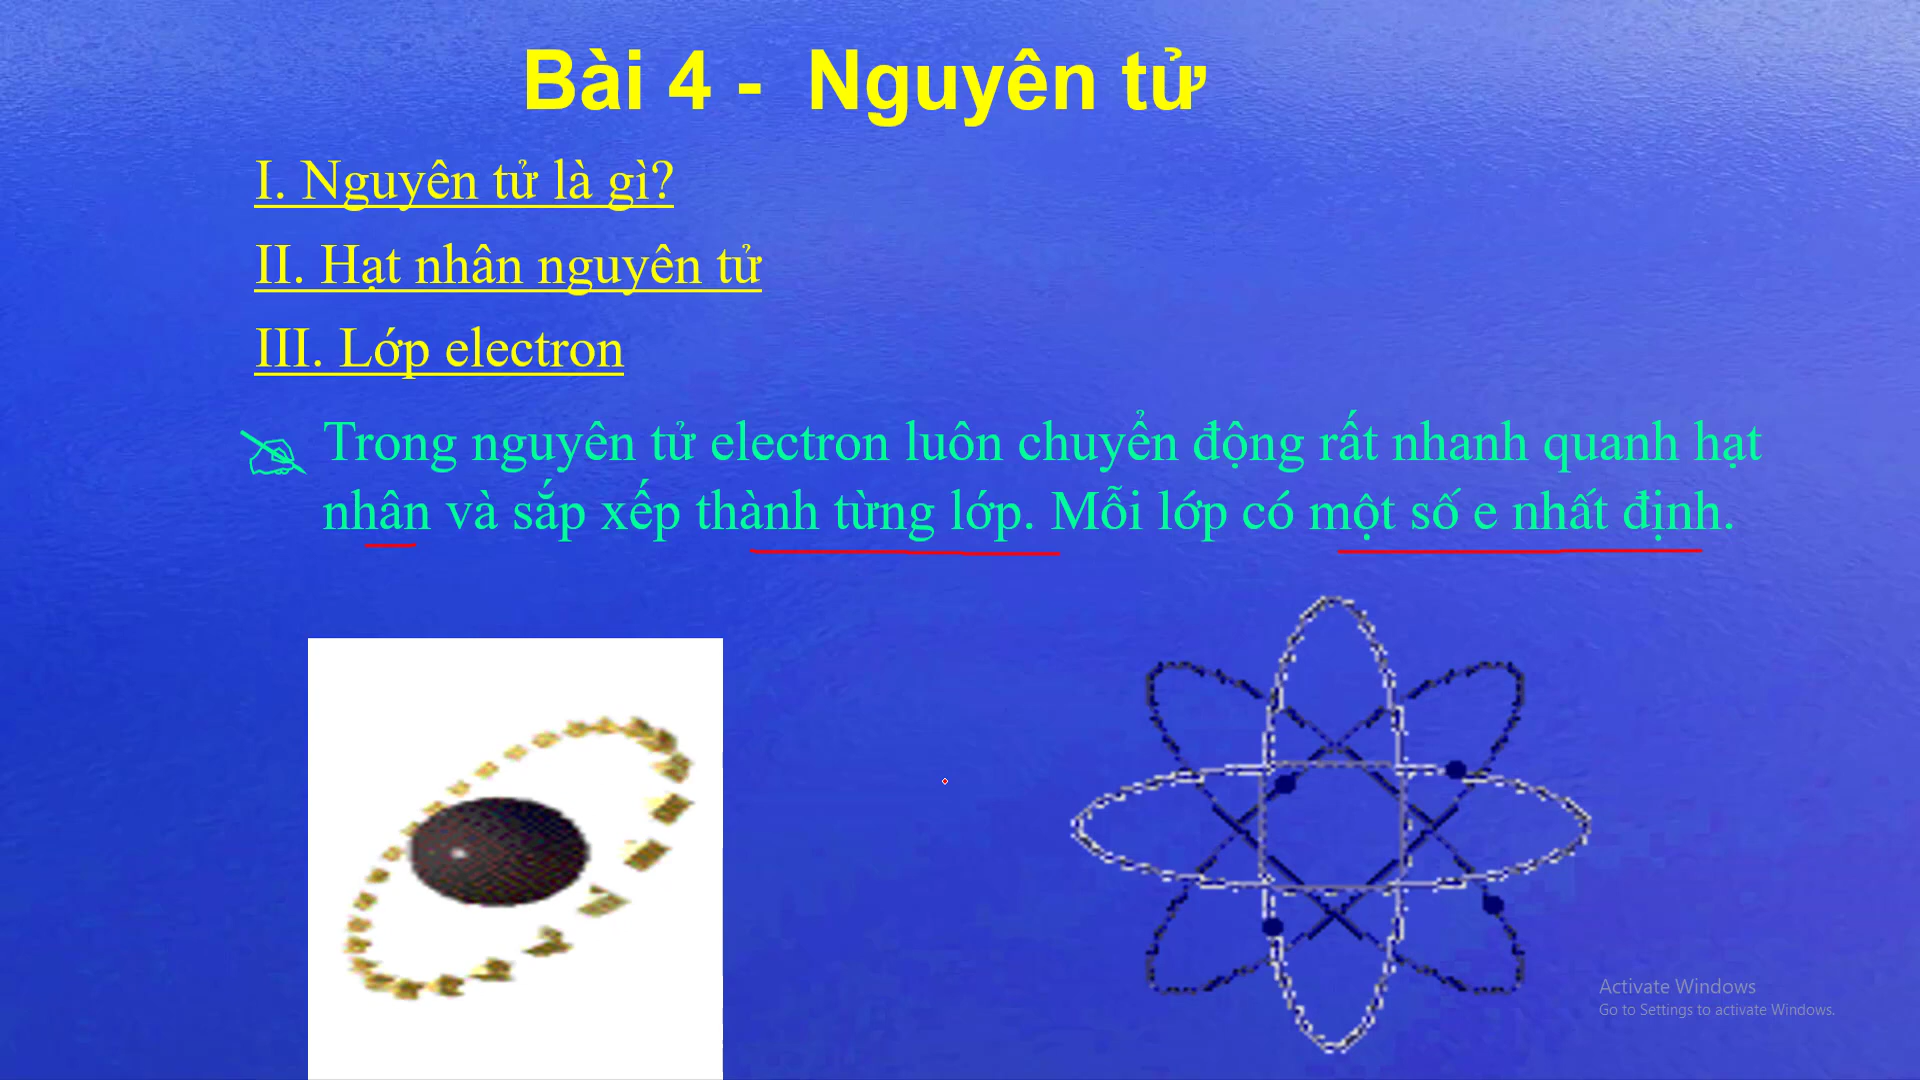 Bài 4 - Nguyên tử
I. Nguyên tử là gì?
II. Hạt nhân nguyên tử
III. Lớp electron
Trong nguyên tử electron luôn chuyển động rất nhanh quanh hạt
nhân và sắp xếp thành từng lớp. Mỗi lớp có một số e nhất định.
Activate Windows
Go to Settings to activate Windows.